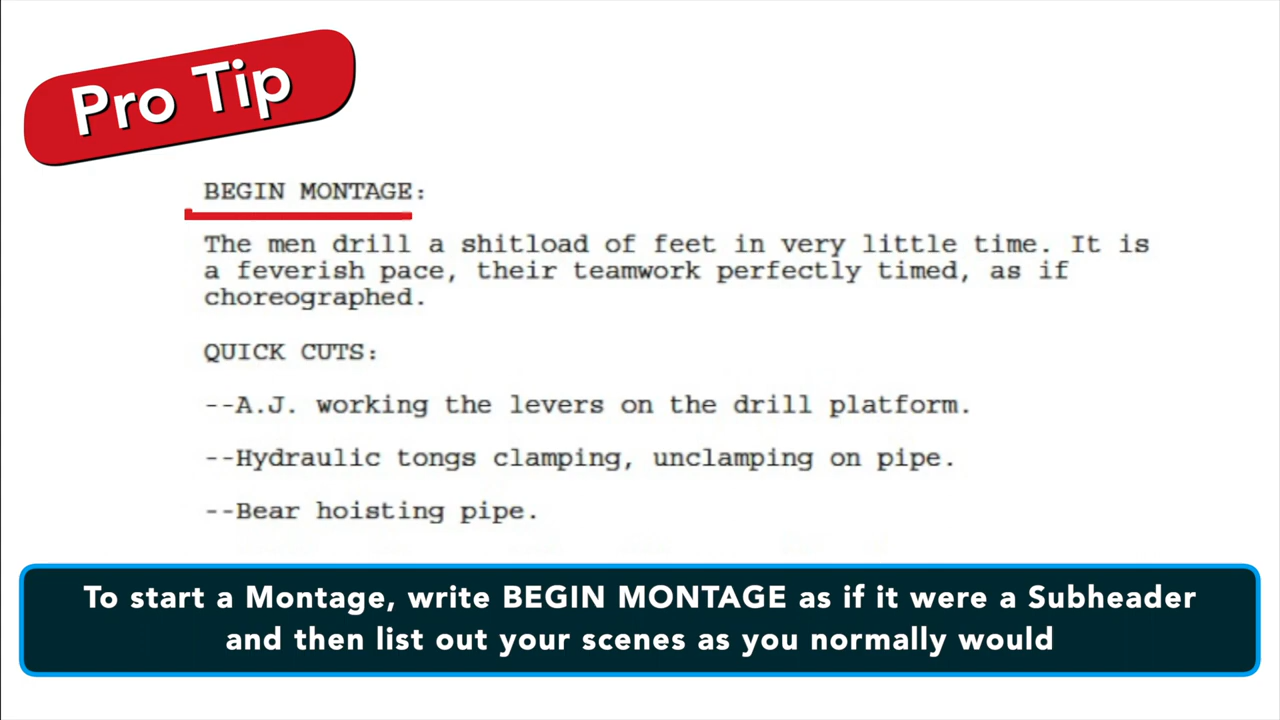 Pro Tip
BEGIN MONTAGE:
The men drill a shitload of feet in very little time. It is
a feverish pace, their teamwork perfectly timed, as if
choreographed.
QUICK CUTS:
--A.J. working the levers on the drill platform.
--Hydraulic tongs clamping, unclamping on pipe.
--Bear hoisting pipe.
To start a Montage, write BEGIN MONTAGE as if it were a Subheader
and then list out your scenes as you normally would